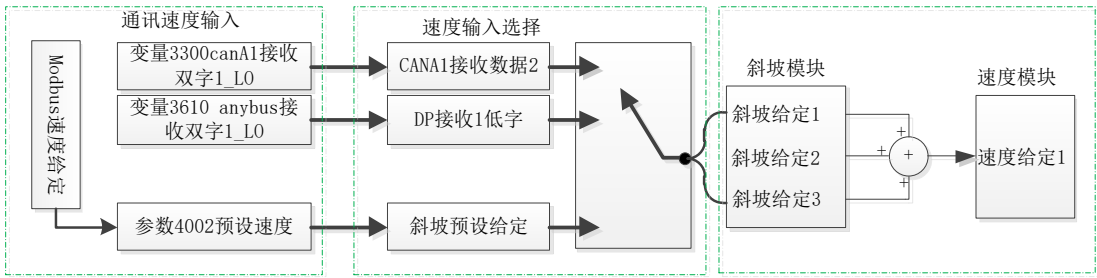 通讯速度输入
Modbus速度给定
变量3300canA1接收
双字1_LO
变量3610 anybus接
收双字1_LO
参数4002预设速度
速度输入选择
CANA1接收数据2
DP接收1低字
斜坡预设给定
斜坡模块
斜坡给定1
斜坡给定2
斜坡给定3
+
+
+
+
速度模块
速度给定1